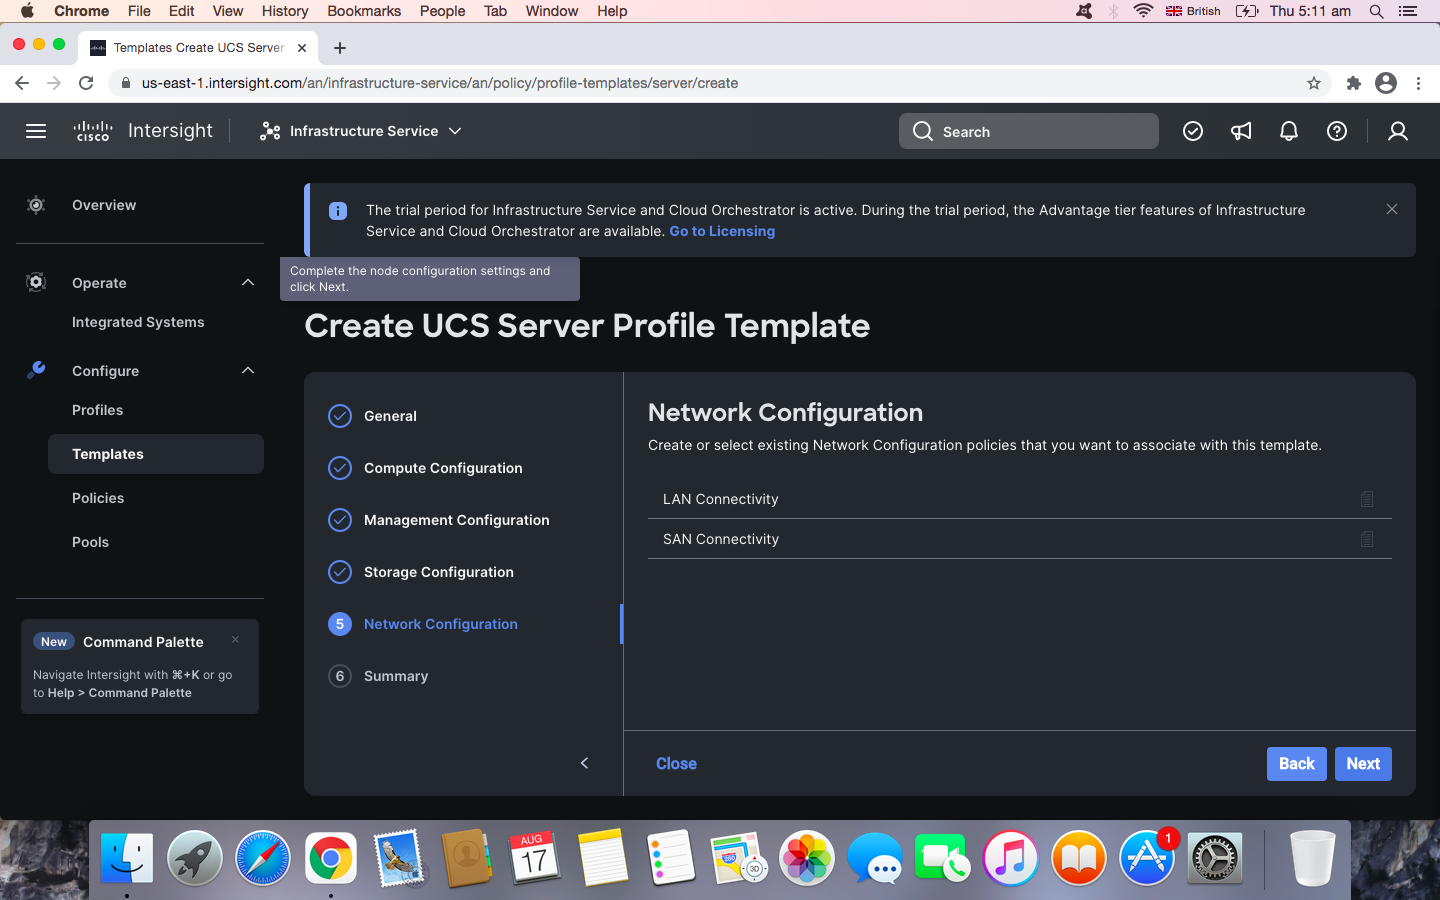 Chrome File Edit View History Bookmarks People Tab Window Help British Thu 5:11 am
Templates Create UCS Server
us-east-1.intersight.com/an/infrastructure-service/an/policy/profile-templates/server/create
CISCO Intersight Infrastructure Service Search
Overview
Operate
Integrated Systems
Configure
Profiles
Templates
Policies
Pools
New Command Palette
Navigate Intersight with ⌘+K or go
to Help > Command Palette
The trial period for Infrastructure Service and Cloud Orchestrator is active. During the trial period, the Advantage tier features of Infrastructure
Service and Cloud Orchestrator are available. Go to Licensing
Complete the node configuration settings and
click Next.
Create UCS Server Profile Template
General
Compute Configuration
Management Configuration
Storage Configuration
5 Network Configuration
6 Summary
Network Configuration
Create or select existing Network Configuration policies that you want to associate with this template.
LAN Connectivity
SAN Connectivity
Close Back Next
AUG
17
280
3D
1